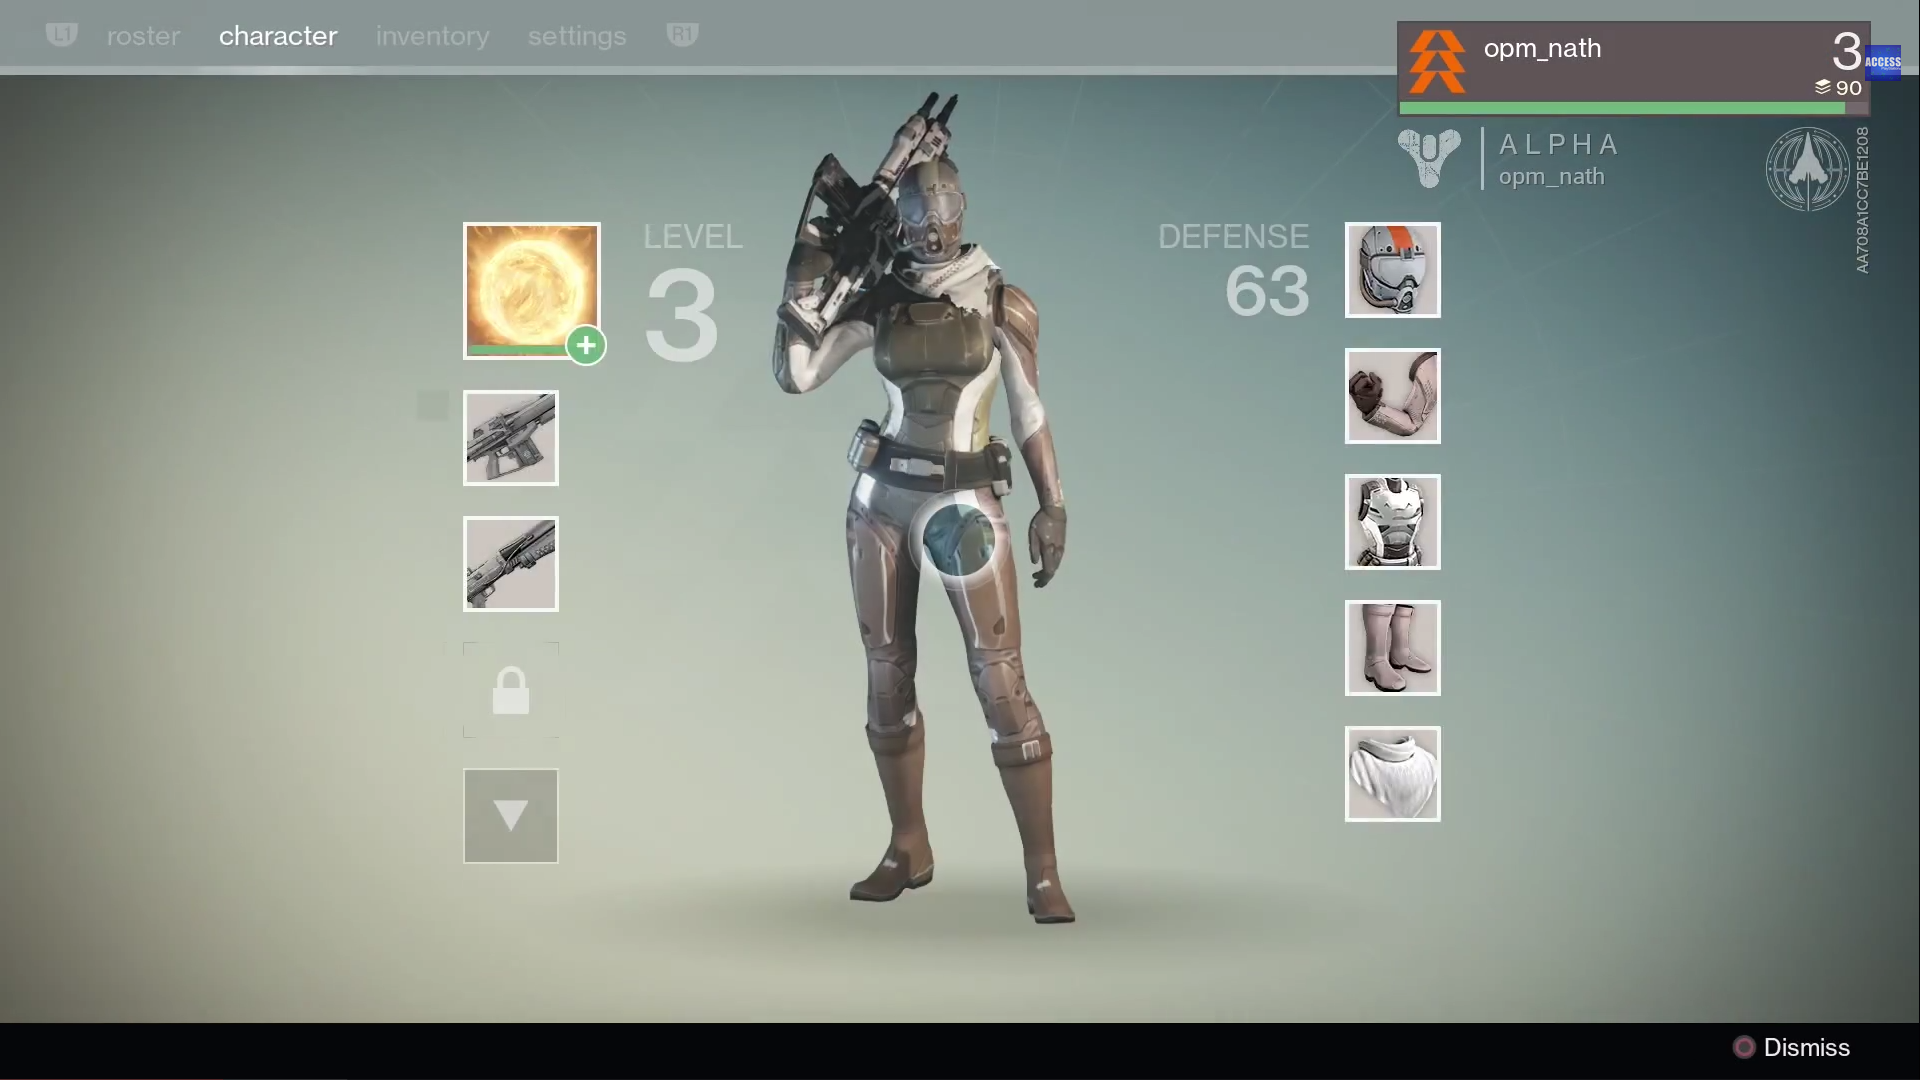 L1 roster character inventory settings R1
opm_nath 3
90
ACCESS
ALPHA
opm_nath
AA708A1CC7BE1208
LEVEL
3
DEFENSE
63
Dismiss